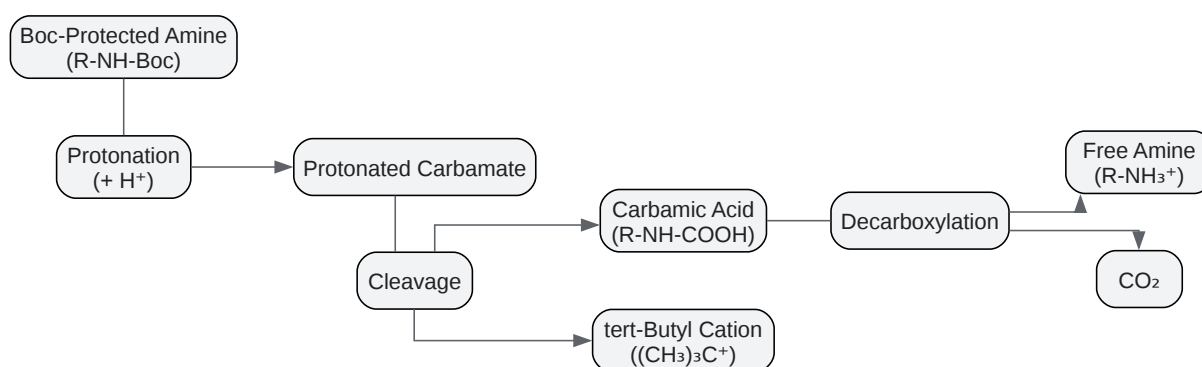 Boc-Protected Amine
(R-NH-Boc)
Protonation
(+ H⁺)
Protonated Carbamate
Cleavage
Carbamic Acid
(R-NH-COOH)
tert-Butyl Cation
((CH₃)₃C⁺)
Decarboxylation
Free Amine
(R-NH₃⁺)
CO₂